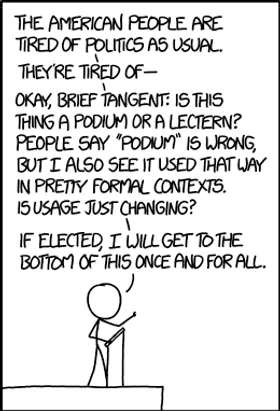 THE AMERICAN PEOPLE ARE
TIRED OF POLITICS AS USUAL.
THEY'RE TIRED OF—
OKAY, BRIEF TANGENT: IS THIS
THING A PODIUM OR A LECTERN?
PEOPLE SAY "PODIUM" IS WRONG,
BUT I ALSO SEE IT USED THAT WAY
IN PRETTY FORMAL CONTEXTS.
IS USAGE JUST CHANGING?
IF ELECTED, I WILL GET TO THE
BOTTOM OF THIS ONCE AND FOR ALL.